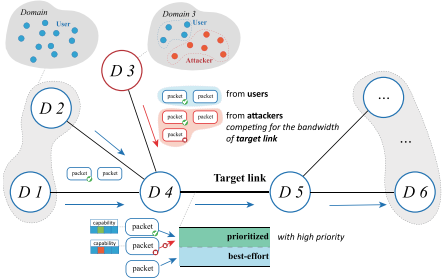 Domain
User
Domain 3
User
Attacker
D 3
D 2
packet
packet
from users
packet
packet
from attackers
packet
competing for the bandwidth
of target link
...
...
packet
packet
D 1
D 4
Target link
D 5
D 6
capability
packet
prioritized
with high priority
capability
packet
best-effort
packet